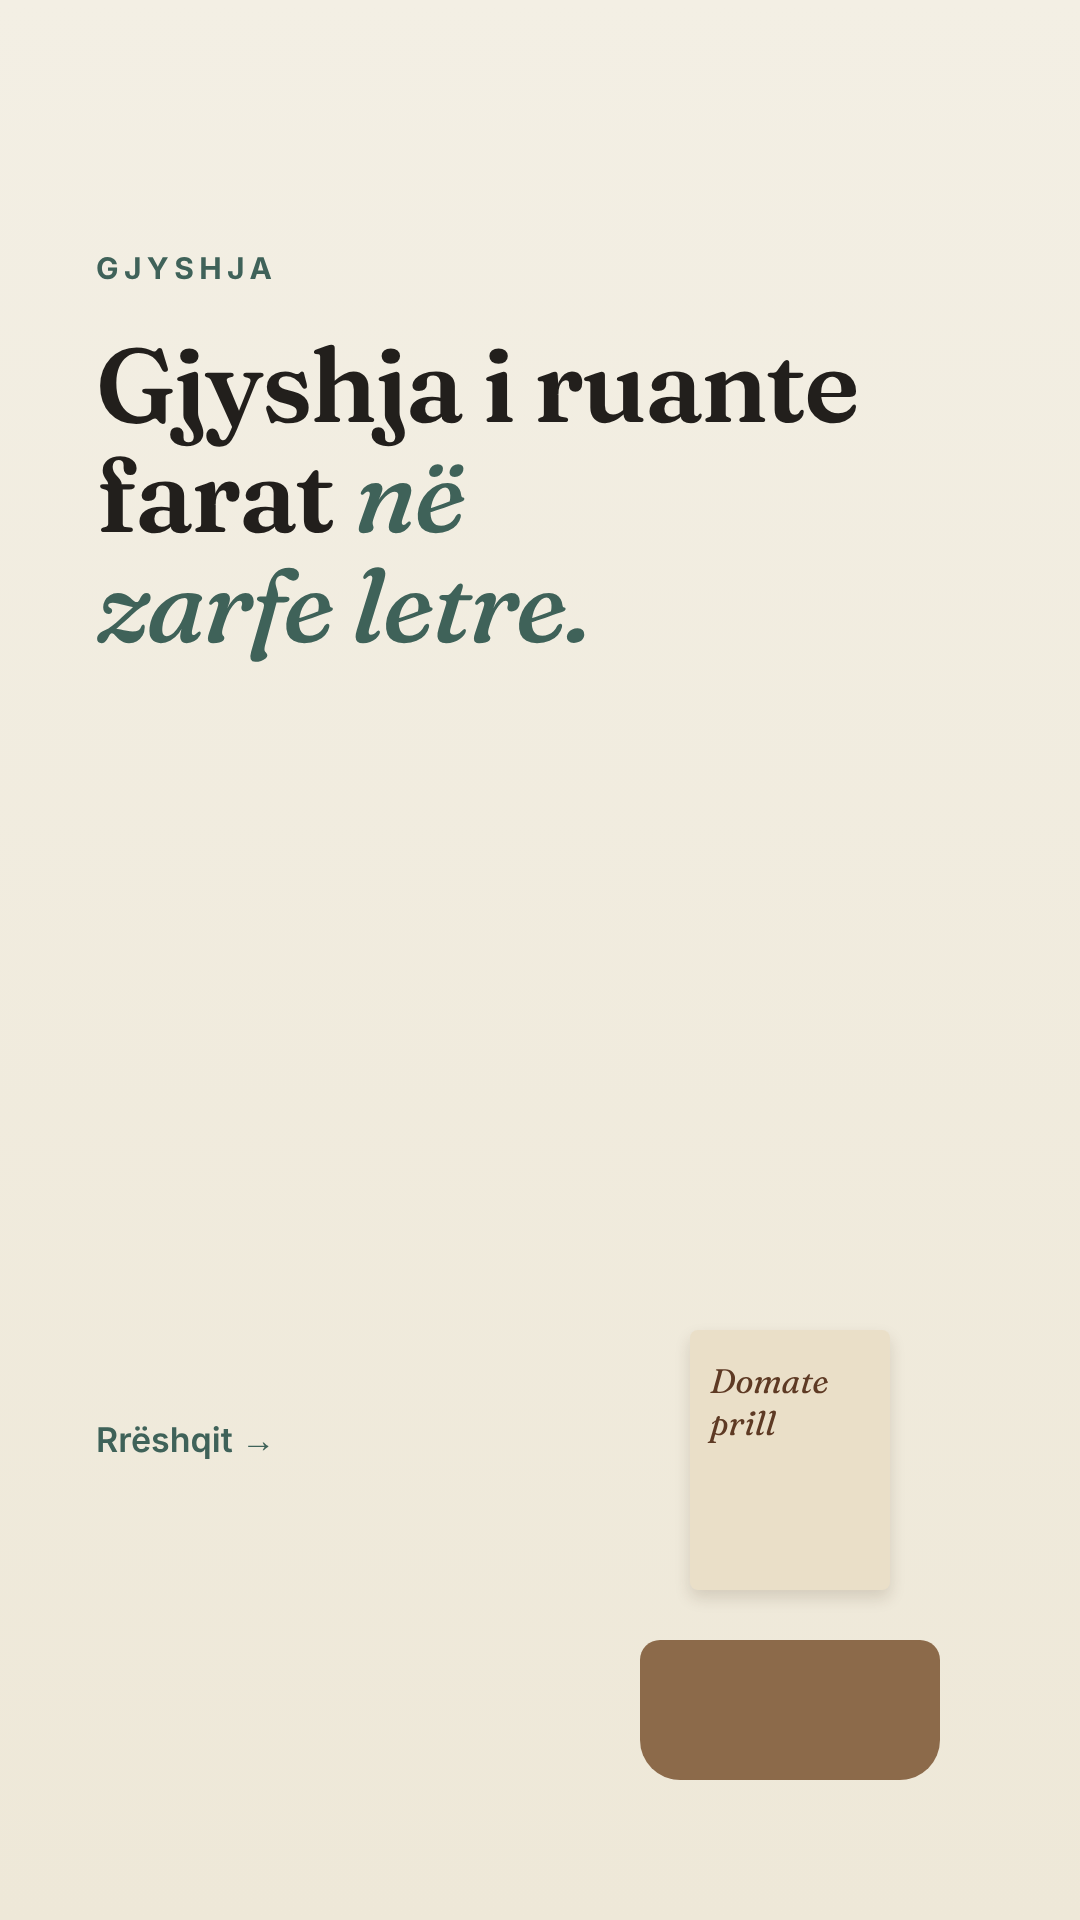 GJYSHJA
Gjyshja i ruante
farat në
zarfe letre.
Rrëshqit →
Domate
prill